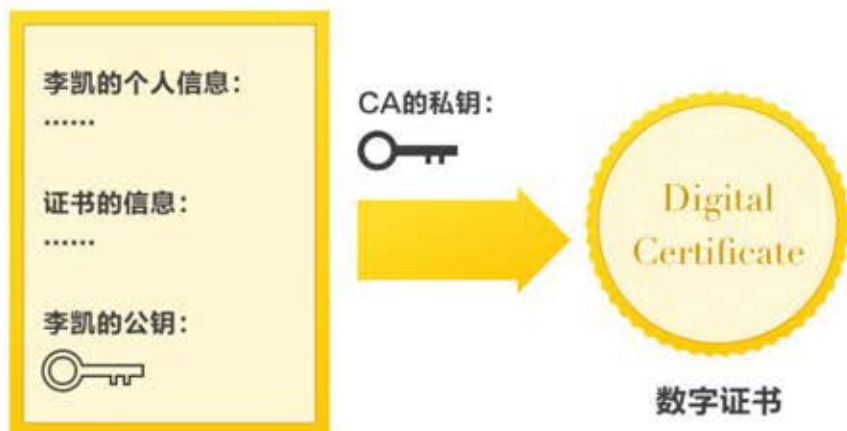 李凯的个人信息：
……
证书的信息：
……
李凯的公钥：
CA的私钥：
Digital
Certificate
数字证书